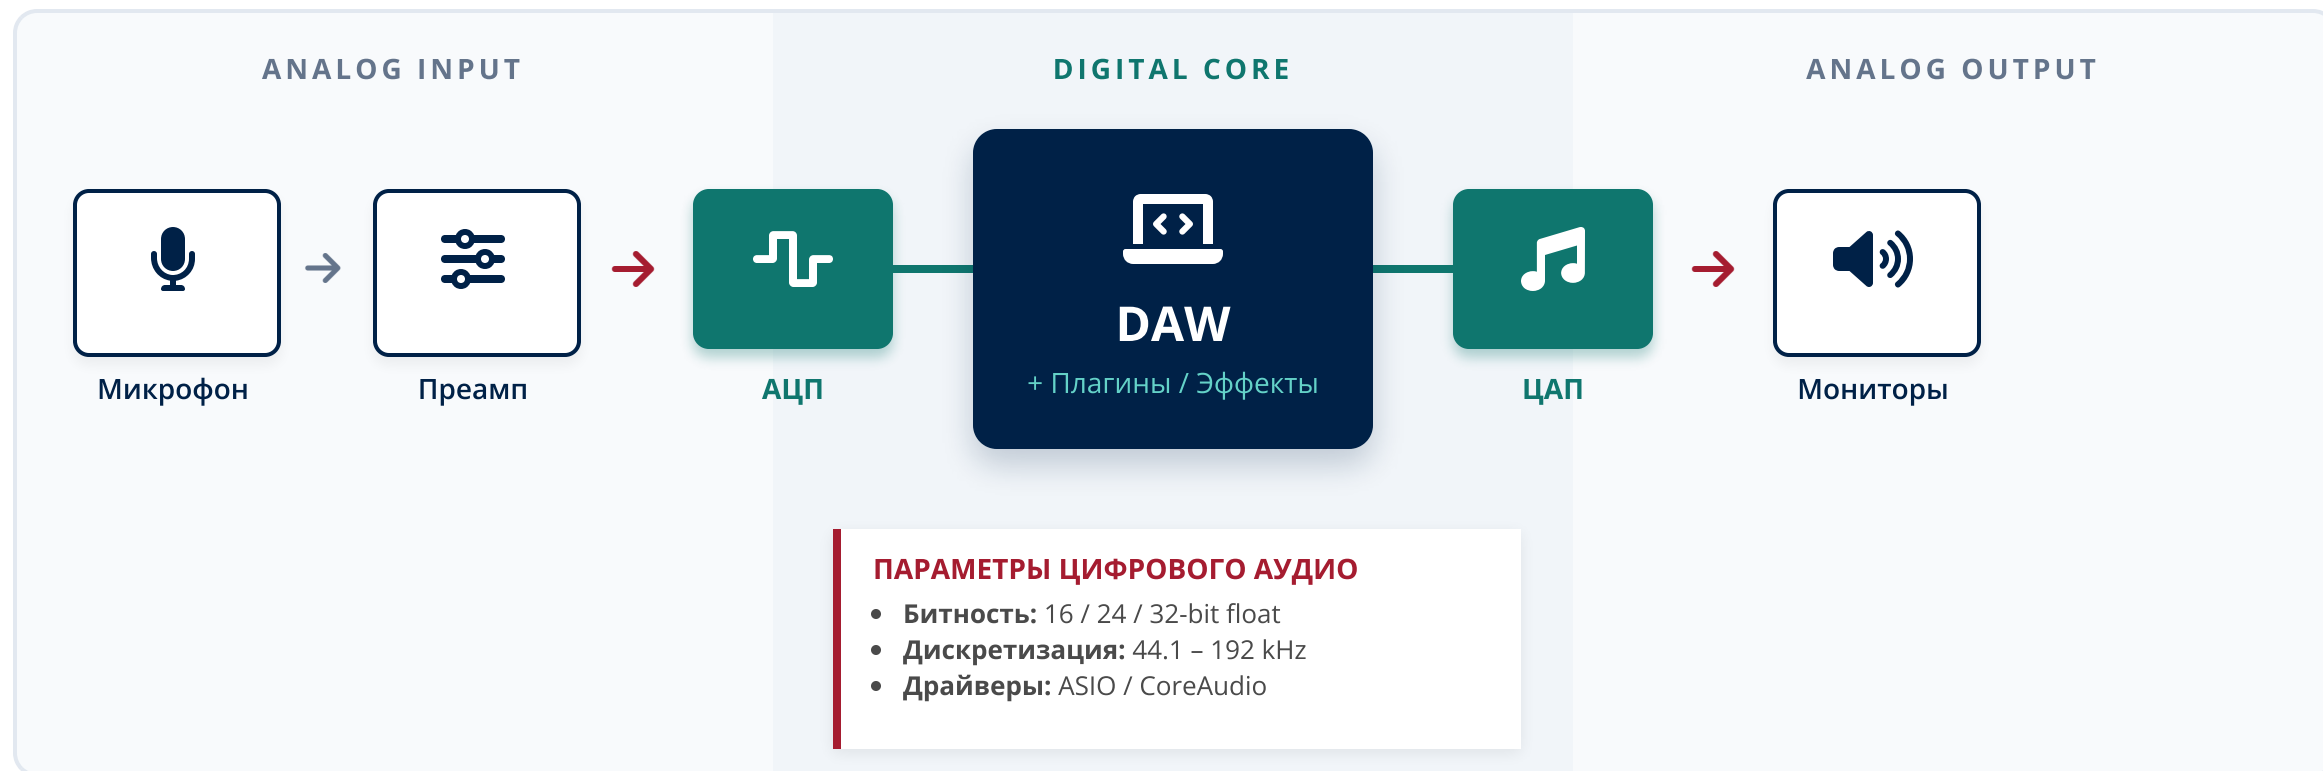 ANALOG INPUT
DIGITAL CORE
ANALOG OUTPUT
Микрофон
Преамп
АЦП
DAW
+ Плагины / Эффекты
ЦАП
Мониторы
ПАРАМЕТРЫ ЦИФРОВОГО АУДИО
• Битность: 16 / 24 / 32-bit float
• Дискретизация: 44.1 – 192 kHz
• Драйверы: ASIO / CoreAudio